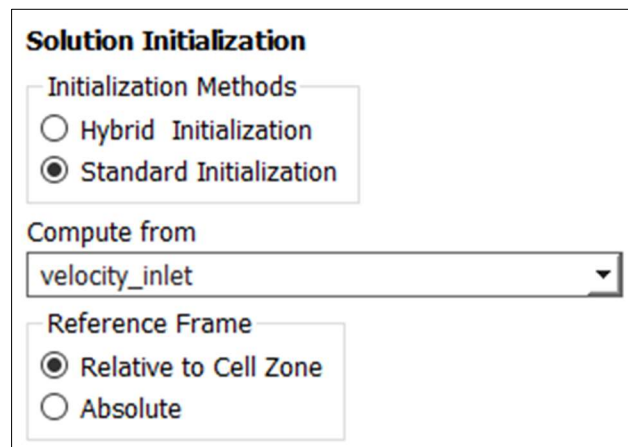 Solution Initialization
Initialization Methods
Hybrid Initialization
Standard Initialization
Compute from
velocity_inlet
Reference Frame
Relative to Cell Zone
Absolute